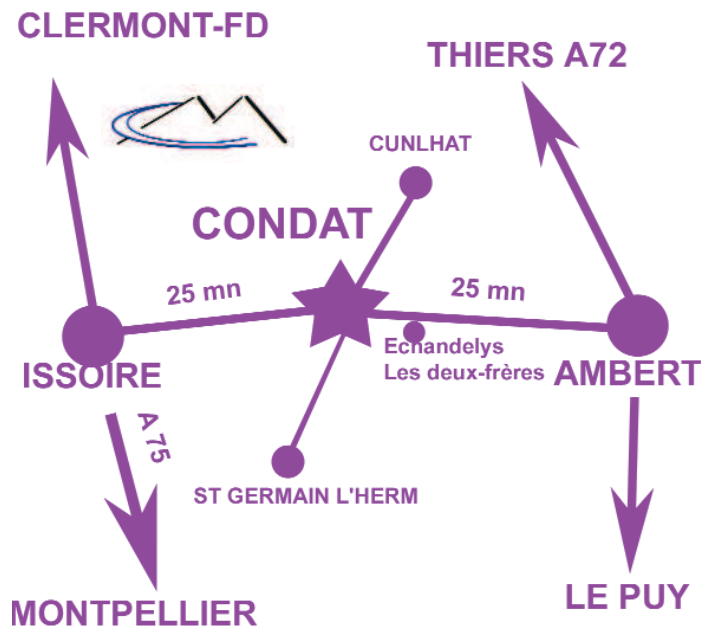 CLERMONT-FD
THIERS A72
CUNLHAT
CONDAT
25 mn
25 mn
Echandelys
Les deux-frères
ISSOIRE
AMBERT
A 75
ST GERMAIN L'HERM
MONTPELLIER
LE PUY